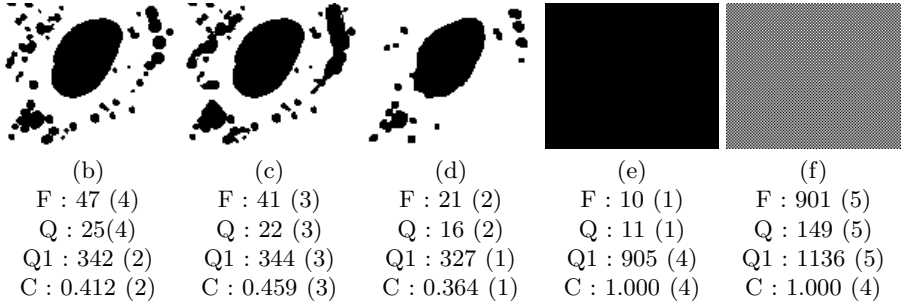 (b) (c) (d) (e) (f)
F : 47 (4) F : 41 (3) F : 21 (2) F : 10 (1) F : 901 (5)
Q : 25(4) Q : 22 (3) Q : 16 (2) Q : 11 (1) Q : 149 (5)
Q1 : 342 (2) Q1 : 344 (3) Q1 : 327 (1) Q1 : 905 (4) Q1 : 1136 (5)
C : 0.412 (2) C : 0.459 (3) C : 0.364 (1) C : 1.000 (4) C : 1.000 (4)